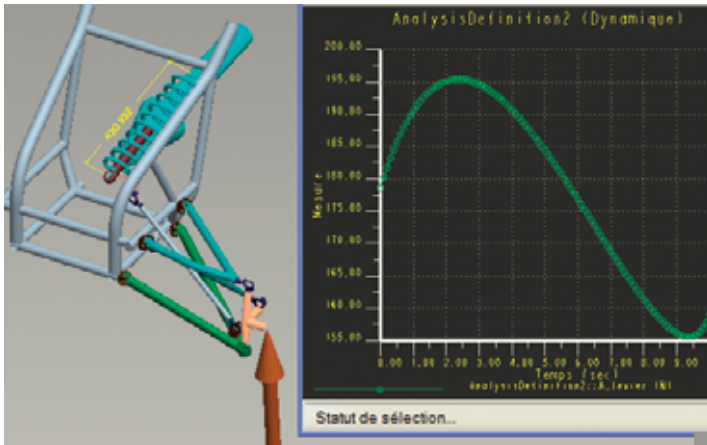 AnalysisDefinition2 (Dynamique)
200.00
195.00
190.00
185.00
180.00
175.00
170.00
165.00
160.00
155.00
Mesure
0.00 1.00 2.00 3.00 4.00 5.00 6.00 7.00 8.00 9.00
Temps (sec)
AnalysisDefinition2::A_levier (N)
Statut de sélection...